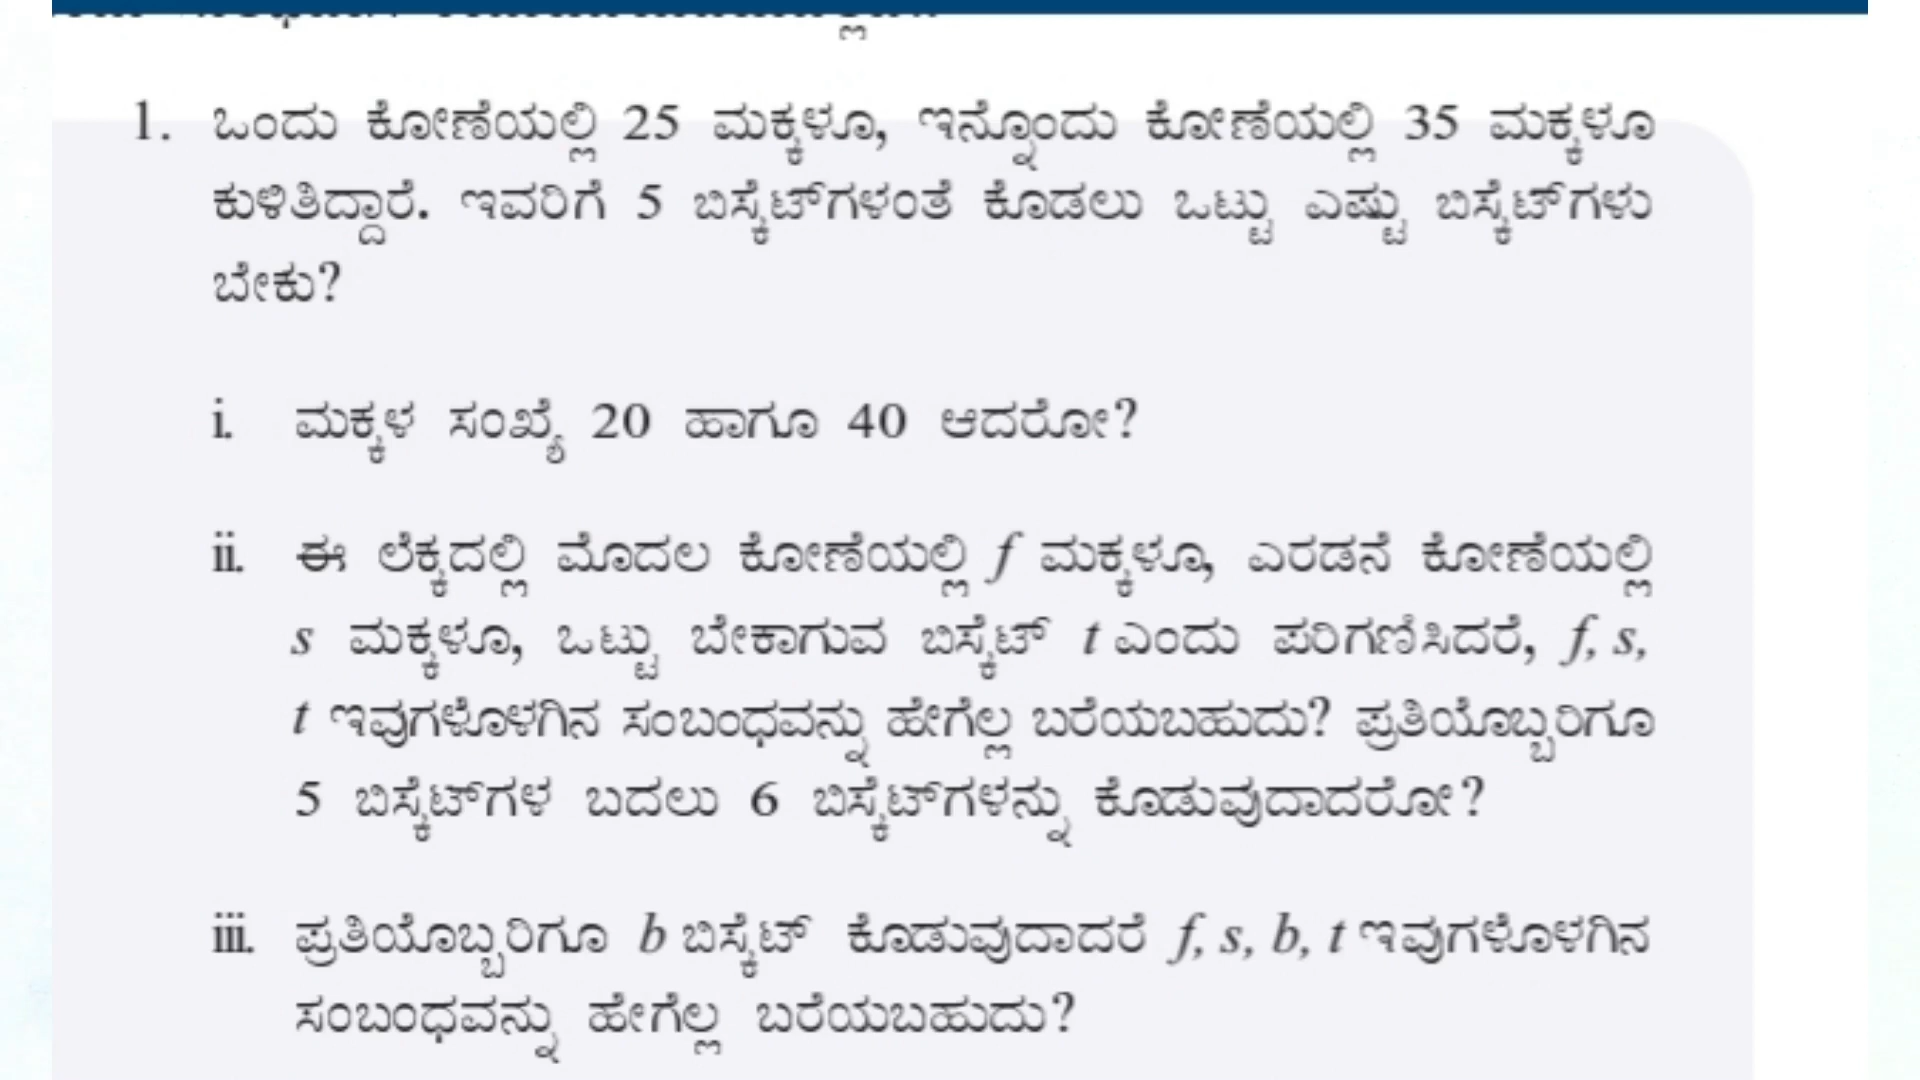 1. ಒಂದು ಕೋಣೆಯಲ್ಲಿ 25 ಮಕ್ಕಳೂ, ಇನ್ನೊಂದು ಕೋಣೆಯಲ್ಲಿ 35 ಮಕ್ಕಳೂ
ಕುಳಿತಿದ್ದಾರೆ. ಇವರಿಗೆ 5 ಬಿಸ್ಕೆಟ್‌ಗಳಂತೆ ಕೊಡಲು ಒಟ್ಟು ಎಷ್ಟು ಬಿಸ್ಕೆಟ್‌ಗಳು
ಬೇಕು?
i. ಮಕ್ಕಳ ಸಂಖ್ಯೆ 20 ಹಾಗೂ 40 ಆದರೋ?
ii. ಈ ಲೆಕ್ಕದಲ್ಲಿ ಮೊದಲ ಕೋಣೆಯಲ್ಲಿ f ಮಕ್ಕಳೂ, ಎರಡನೆ ಕೋಣೆಯಲ್ಲಿ
s ಮಕ್ಕಳೂ, ಒಟ್ಟು ಬೇಕಾಗುವ ಬಿಸ್ಕೆಟ್ t ಎಂದು ಪರಿಗಣಿಸಿದರೆ, f, s,
t ಇವುಗಳೊಳಗಿನ ಸಂಬಂಧವನ್ನು ಹೇಗೆಲ್ಲ ಬರೆಯಬಹುದು? ಪ್ರತಿಯೊಬ್ಬರಿಗೂ
5 ಬಿಸ್ಕೆಟ್‌ಗಳ ಬದಲು 6 ಬಿಸ್ಕೆಟ್‌ಗಳನ್ನು ಕೊಡುವುದಾದರೋ?
iii. ಪ್ರತಿಯೊಬ್ಬರಿಗೂ b ಬಿಸ್ಕೆಟ್ ಕೊಡುವುದಾದರೆ f, s, b, t ಇವುಗಳೊಳಗಿನ
ಸಂಬಂಧವನ್ನು ಹೇಗೆಲ್ಲ ಬರೆಯಬಹುದು?